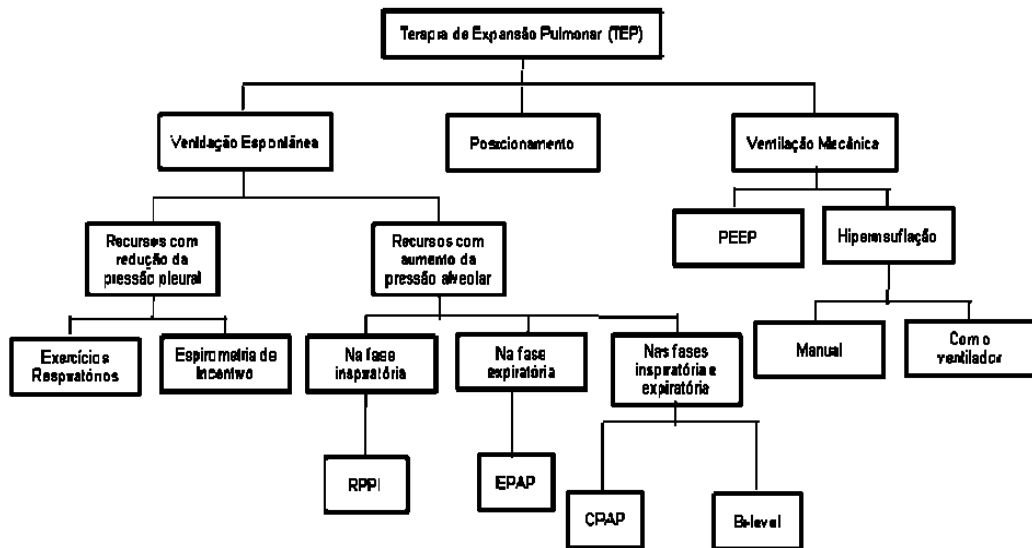 Terapia de Expansão Pulmonar (TEP)
Ventilação Espontânea
Posicionamento
Ventilação Mecânica
Recursos com
redução da
pressão pleural
Recursos com
aumento da
pressão alveolar
PEEP
Hiperinsuflação
Exercícios
Respiratórios
Espirometria de
Incentivo
Na fase
inspiratória
Na fase
expiratória
Nas fases
inspiratória e
expiratória
Manual
Com o
ventilador
RPPI
EPAP
CPAP
Bi-level